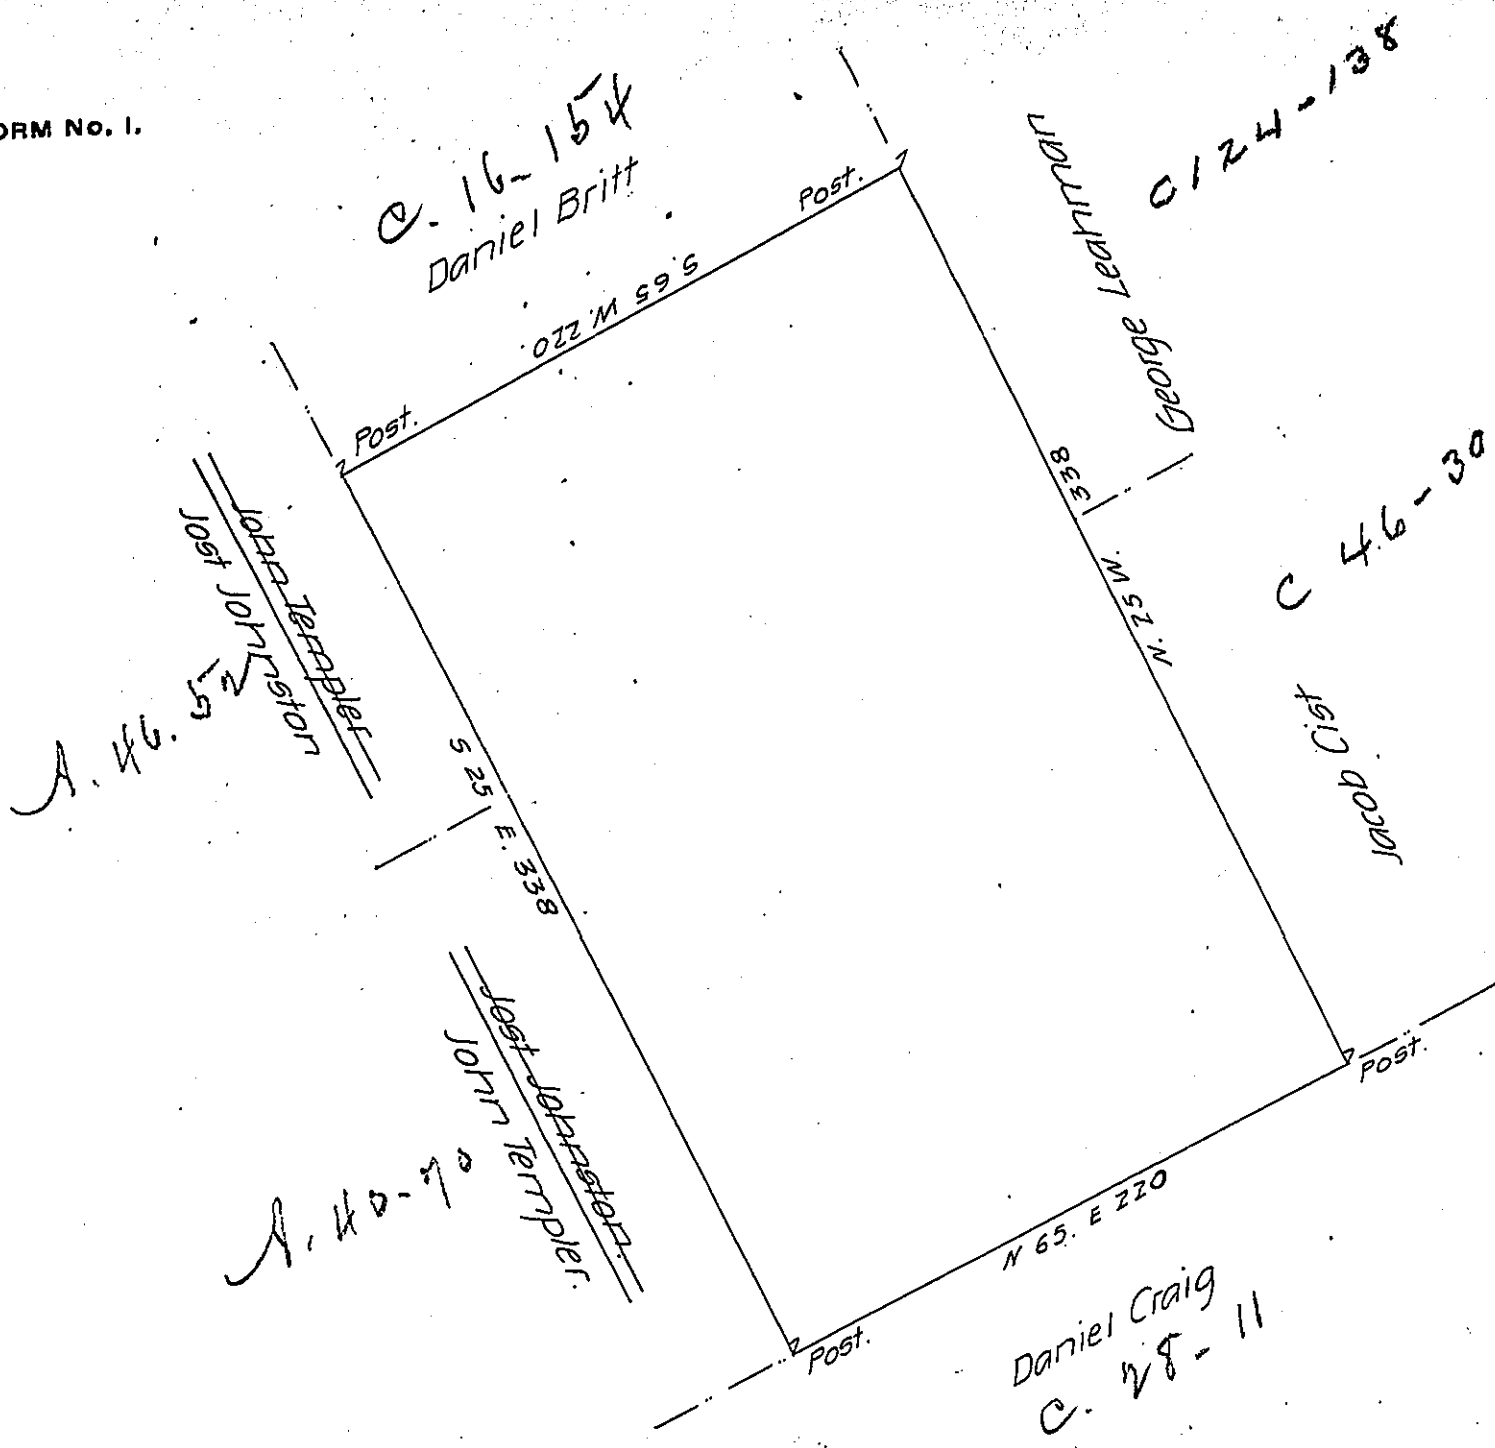 ORM No. 1.
C. 16-154
Daniel Britt
Post.
S. 65 W. 220.
Post.
George Leahman
C124-138
338
N. 25 W.
C 46-30
Jacob Cist
John Templer
Jost Johnston
A. 46. 52
S 25 E. 338
Jost Johnston
John Templer.
A. 40-70
Post.
N 65. E 220
Post.
Daniel Craig
C. 28-11